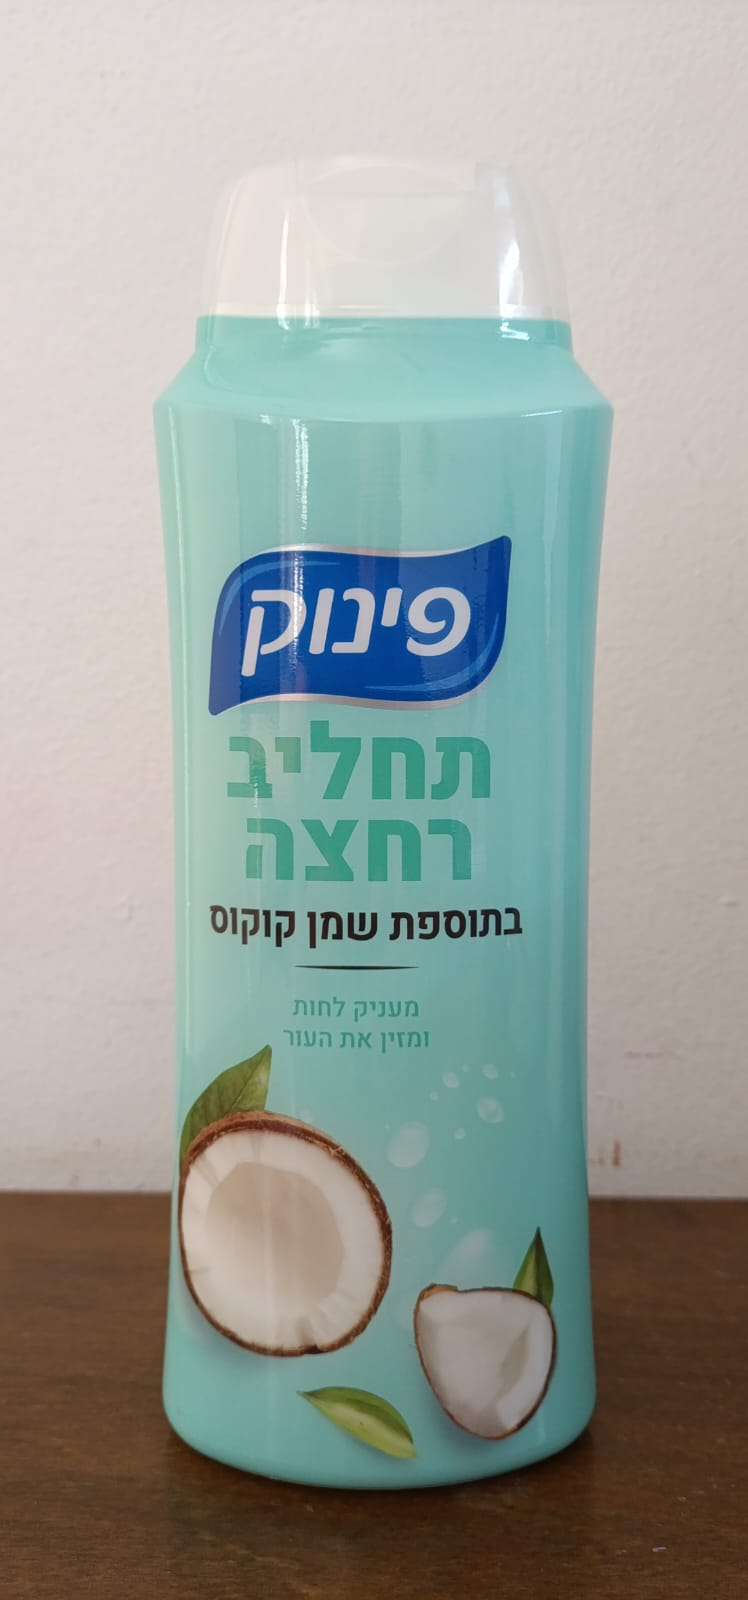 פינוק
תחליב
רחצה
בתוספת שמן קוקוס
מעניק לחות
ומזין את העור